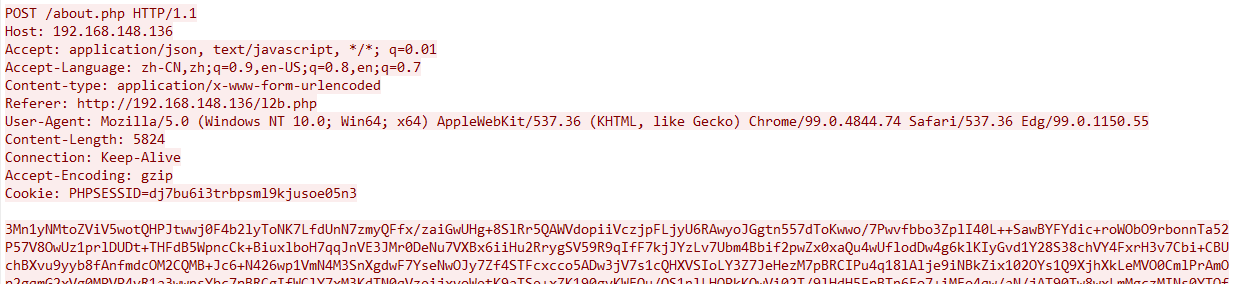 POST /about.php HTTP/1.1
Host: 192.168.148.136
Accept: application/json, text/javascript, */*; q=0.01
Accept-Language: zh-CN,zh;q=0.9,en-US;q=0.8,en;q=0.7
Content-type: application/x-www-form-urlencoded
Referer: http://192.168.148.136/l2b.php
User-Agent: Mozilla/5.0 (Windows NT 10.0; Win64; x64) AppleWebKit/537.36 (KHTML, like Gecko) Chrome/99.0.4844.74 Safari/537.36 Edg/99.0.1150.55
Content-Length: 5824
Connection: Keep-Alive
Accept-Encoding: gzip
Cookie: PHPSESSID=dj7bu6i3trbpsml9kjusoe05n3
3Mn1yNMtoZViV5wotQHPJtwwj0F4b2lyToNK7LfdUnN7zmyQFfx/zaiGwUHg+8SlRr5QAWVdopiiVczjpFLjyU6RAwyoJGgtn557dToKwwo/7Pwvfbbo3ZplI40L++SawBYFYdic+roWObO9rbonnTa52
P57V8OwUz1prlDUDt+THFdB5WpncCk+BiuxlboH7qqJnVE3JMr0DeNu7VXBx6iiHu2RrygSV59R9qIfF7kjJYzLv7Ubm4Bbif2pwZx0xaQu4wUflodDw4g6klKIyGvd1Y28S38chVY4FxrH3v7Cbi+CBU
chBXvu9yyb8fAnfmdcOM2CQMB+Jc6+N426wp1VmN4M3SnXgdwF7YseNwOJy7Zf4STFcxcco5ADw3jV7s1cQHXVSIoLY3Z7JeHezM7pBRCIPu4q18lAlje9iNBkZix102OYs1Q9XjhXkLeMVO0CmlPrAmO